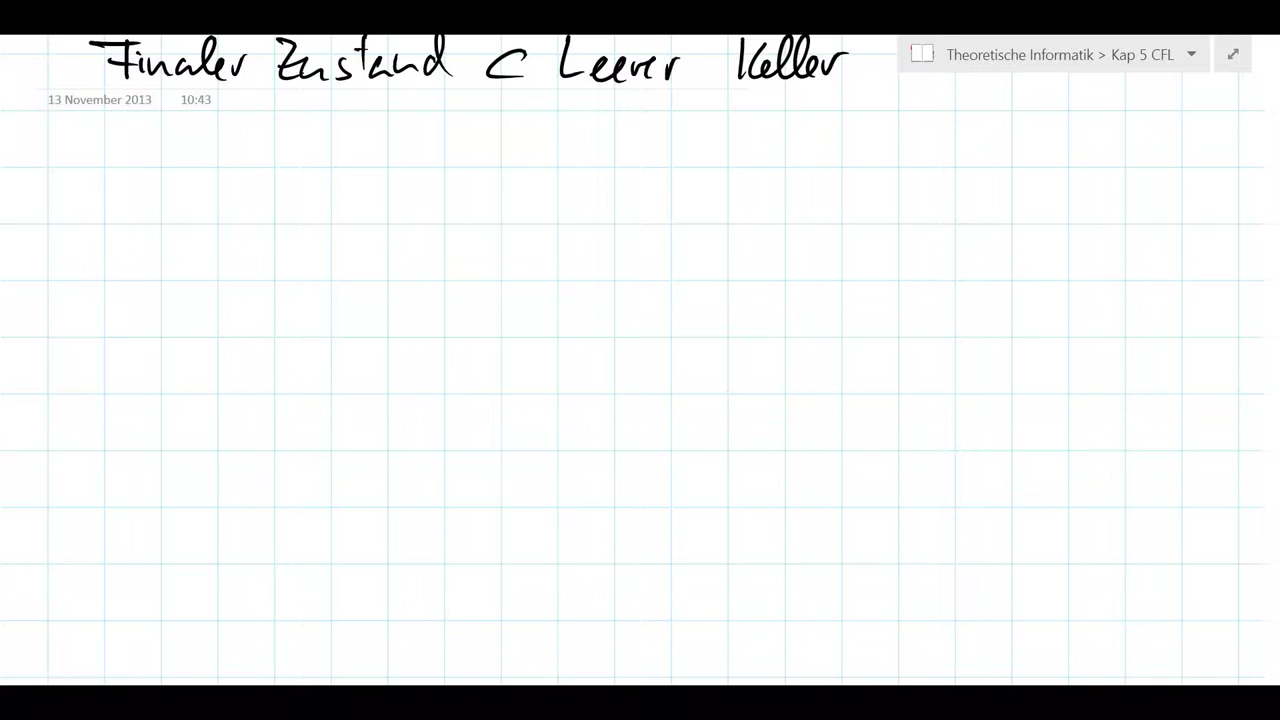 Finaler Zustand ⊂ Leerer Keller
Theoretische Informatik > Kap 5 CFL
13 November 2013 10:43